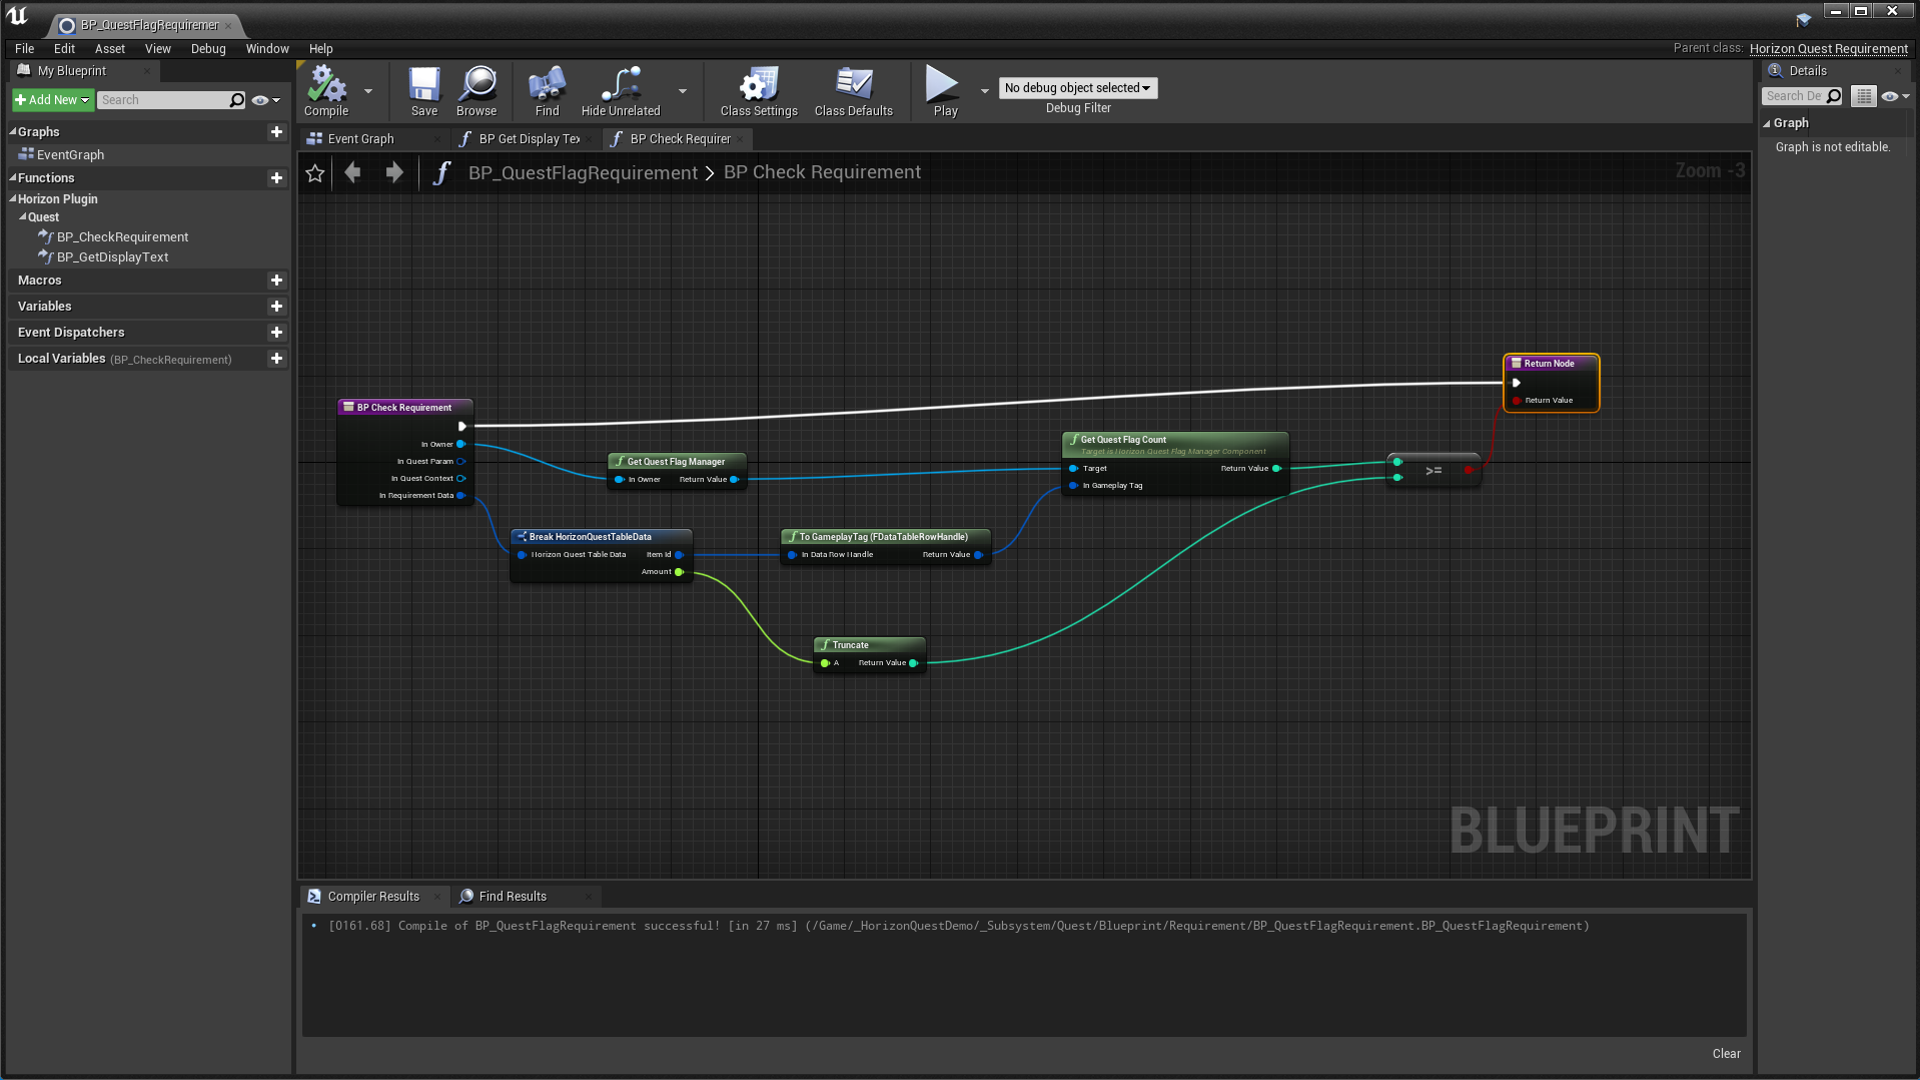 BP_QuestFlagRequiremer
File Edit Asset View Debug Window Help
Parent class: Horizon Quest Requirement
My Blueprint
Add New
Search
Graphs
EventGraph
Functions
Horizon Plugin
Quest
BP_CheckRequirement
BP_GetDisplayText
Macros
Variables
Event Dispatchers
Local Variables (BP_CheckRequirement)
Compile
Save
Browse
Find
Hide Unrelated
Class Settings
Class Defaults
Play
No debug object selected
Debug Filter
Event Graph
BP Get Display Tex
BP Check Requirer
BP_QuestFlagRequirement > BP Check Requirement
Zoom -3
BP Check Requirement
In Owner
In Quest Param
In Quest Context
In Requirement Data
Get Quest Flag Manager
In Owner Return Value
Break HorizonQuestTableData
Horizon Quest Table Data Item Id
Amount
To GameplayTag (FDataTableRowHandle)
In Data Row Handle Return Value
Truncate
A Return Value
Get Quest Flag Count
Target is Horizon Quest Flag Manager Component
Target Return Value
In Gameplay Tag
>=
Return Node
Return Value
BLUEPRINT
Compiler Results
Find Results
[0161.68] Compile of BP_QuestFlagRequirement successful! [in 27 ms] (/Game/_HorizonQuestDemo/_Subsystem/Quest/Blueprint/Requirement/BP_QuestFlagRequirement.BP_QuestFlagRequirement)
Clear
Details
Search De
Graph
Graph is not editable.